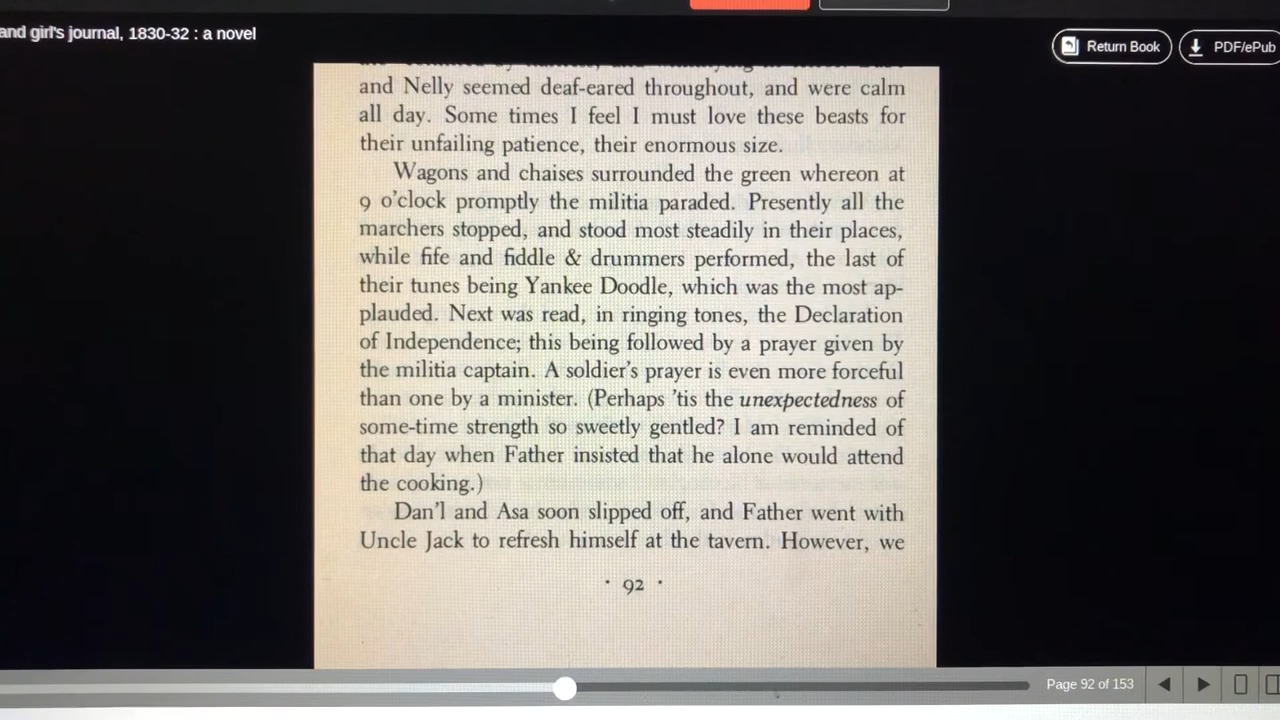 and girl's journal, 1830-32 : a novel
Return Book
PDF/ePub
and Nelly seemed deaf-eared throughout, and were calm
all day. Some times I feel I must love these beasts for
their unfailing patience, their enormous size.
Wagons and chaises surrounded the green whereon at
9 o'clock promptly the militia paraded. Presently all the
marchers stopped, and stood most steadily in their places,
while fife and fiddle & drummers performed, the last of
their tunes being Yankee Doodle, which was the most ap-
plauded. Next was read, in ringing tones, the Declaration
of Independence; this being followed by a prayer given by
the militia captain. A soldier's prayer is even more forceful
than one by a minister. (Perhaps 'tis the unexpectedness of
some-time strength so sweetly gentled? I am reminded of
that day when Father insisted that he alone would attend
the cooking.)
Dan'l and Asa soon slipped off, and Father went with
Uncle Jack to refresh himself at the tavern. However, we
· 92 ·
Page 92 of 153